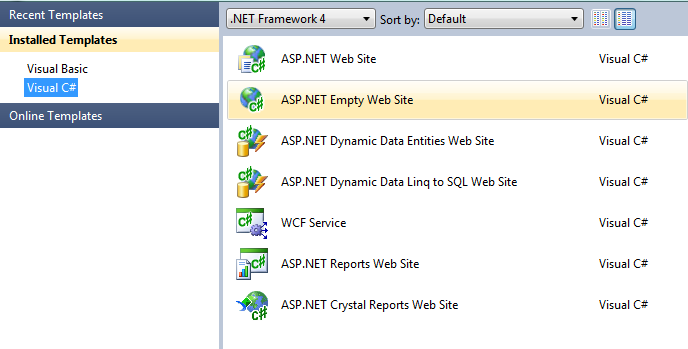 Recent Templates
Installed Templates
Visual Basic
Visual C#
Online Templates
.NET Framework 4 Sort by: Default
ASP.NET Web Site Visual C#
ASP.NET Empty Web Site Visual C#
ASP.NET Dynamic Data Entities Web Site Visual C#
ASP.NET Dynamic Data Linq to SQL Web Site Visual C#
WCF Service Visual C#
ASP.NET Reports Web Site Visual C#
ASP.NET Crystal Reports Web Site Visual C#